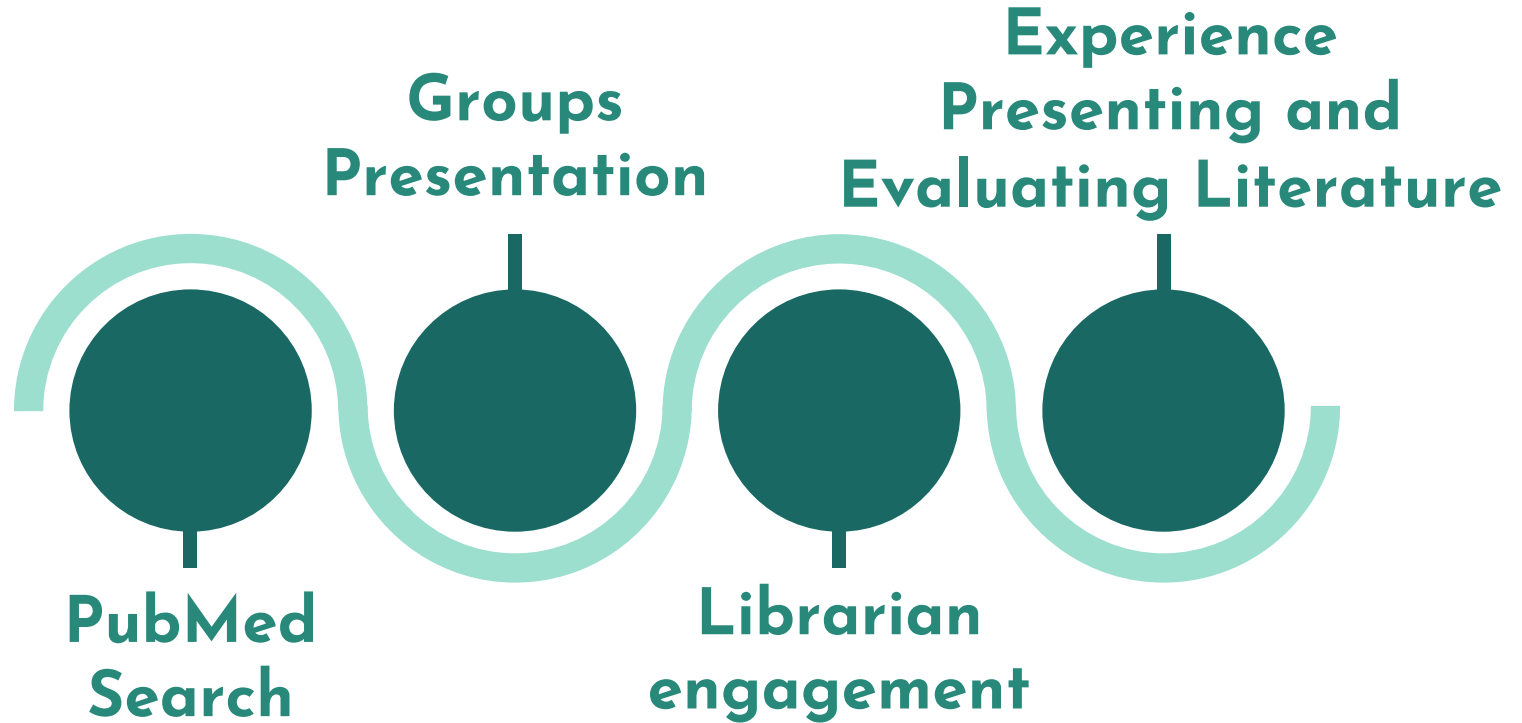 PubMed
Search
Groups
Presentation
Librarian
engagement
Experience
Presenting and
Evaluating Literature